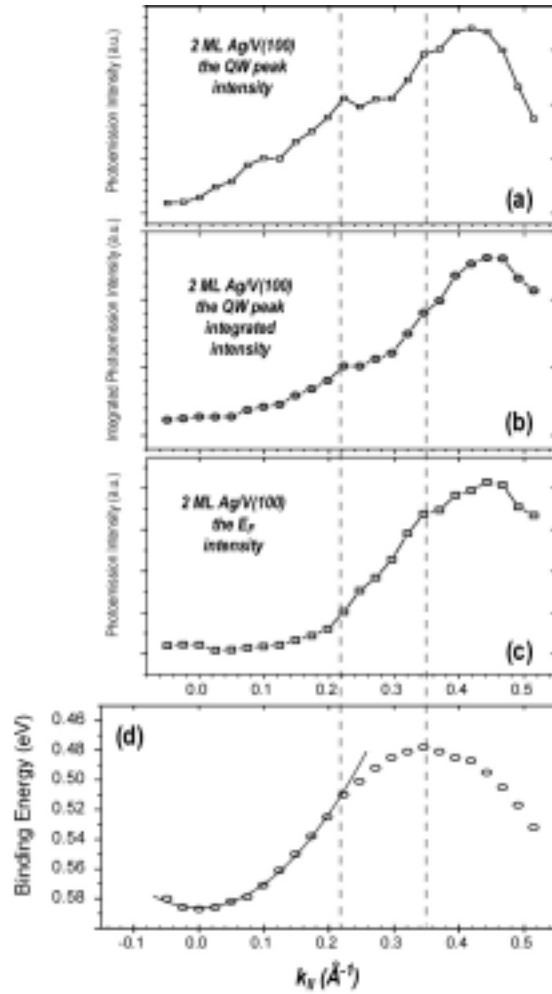 Photoemission Intensity (a.u.)
2 ML Ag/V(100)
the QW peak
intensity
(a)
Integrated Photoemission Intensity (a.u.)
2 ML Ag/V(100)
the QW peak
integrated
intensity
(b)
Photoemission Intensity (a.u.)
2 ML Ag/V(100)
the E_F
intensity
(c)
0.0 0.1 0.2 0.3 0.4 0.5
(d)
Binding Energy (eV)
0.46
0.48
0.50
0.52
0.56
0.58
-0.1 0.0 0.1 0.2 0.3 0.4 0.5
k_{||} (Å⁻¹)